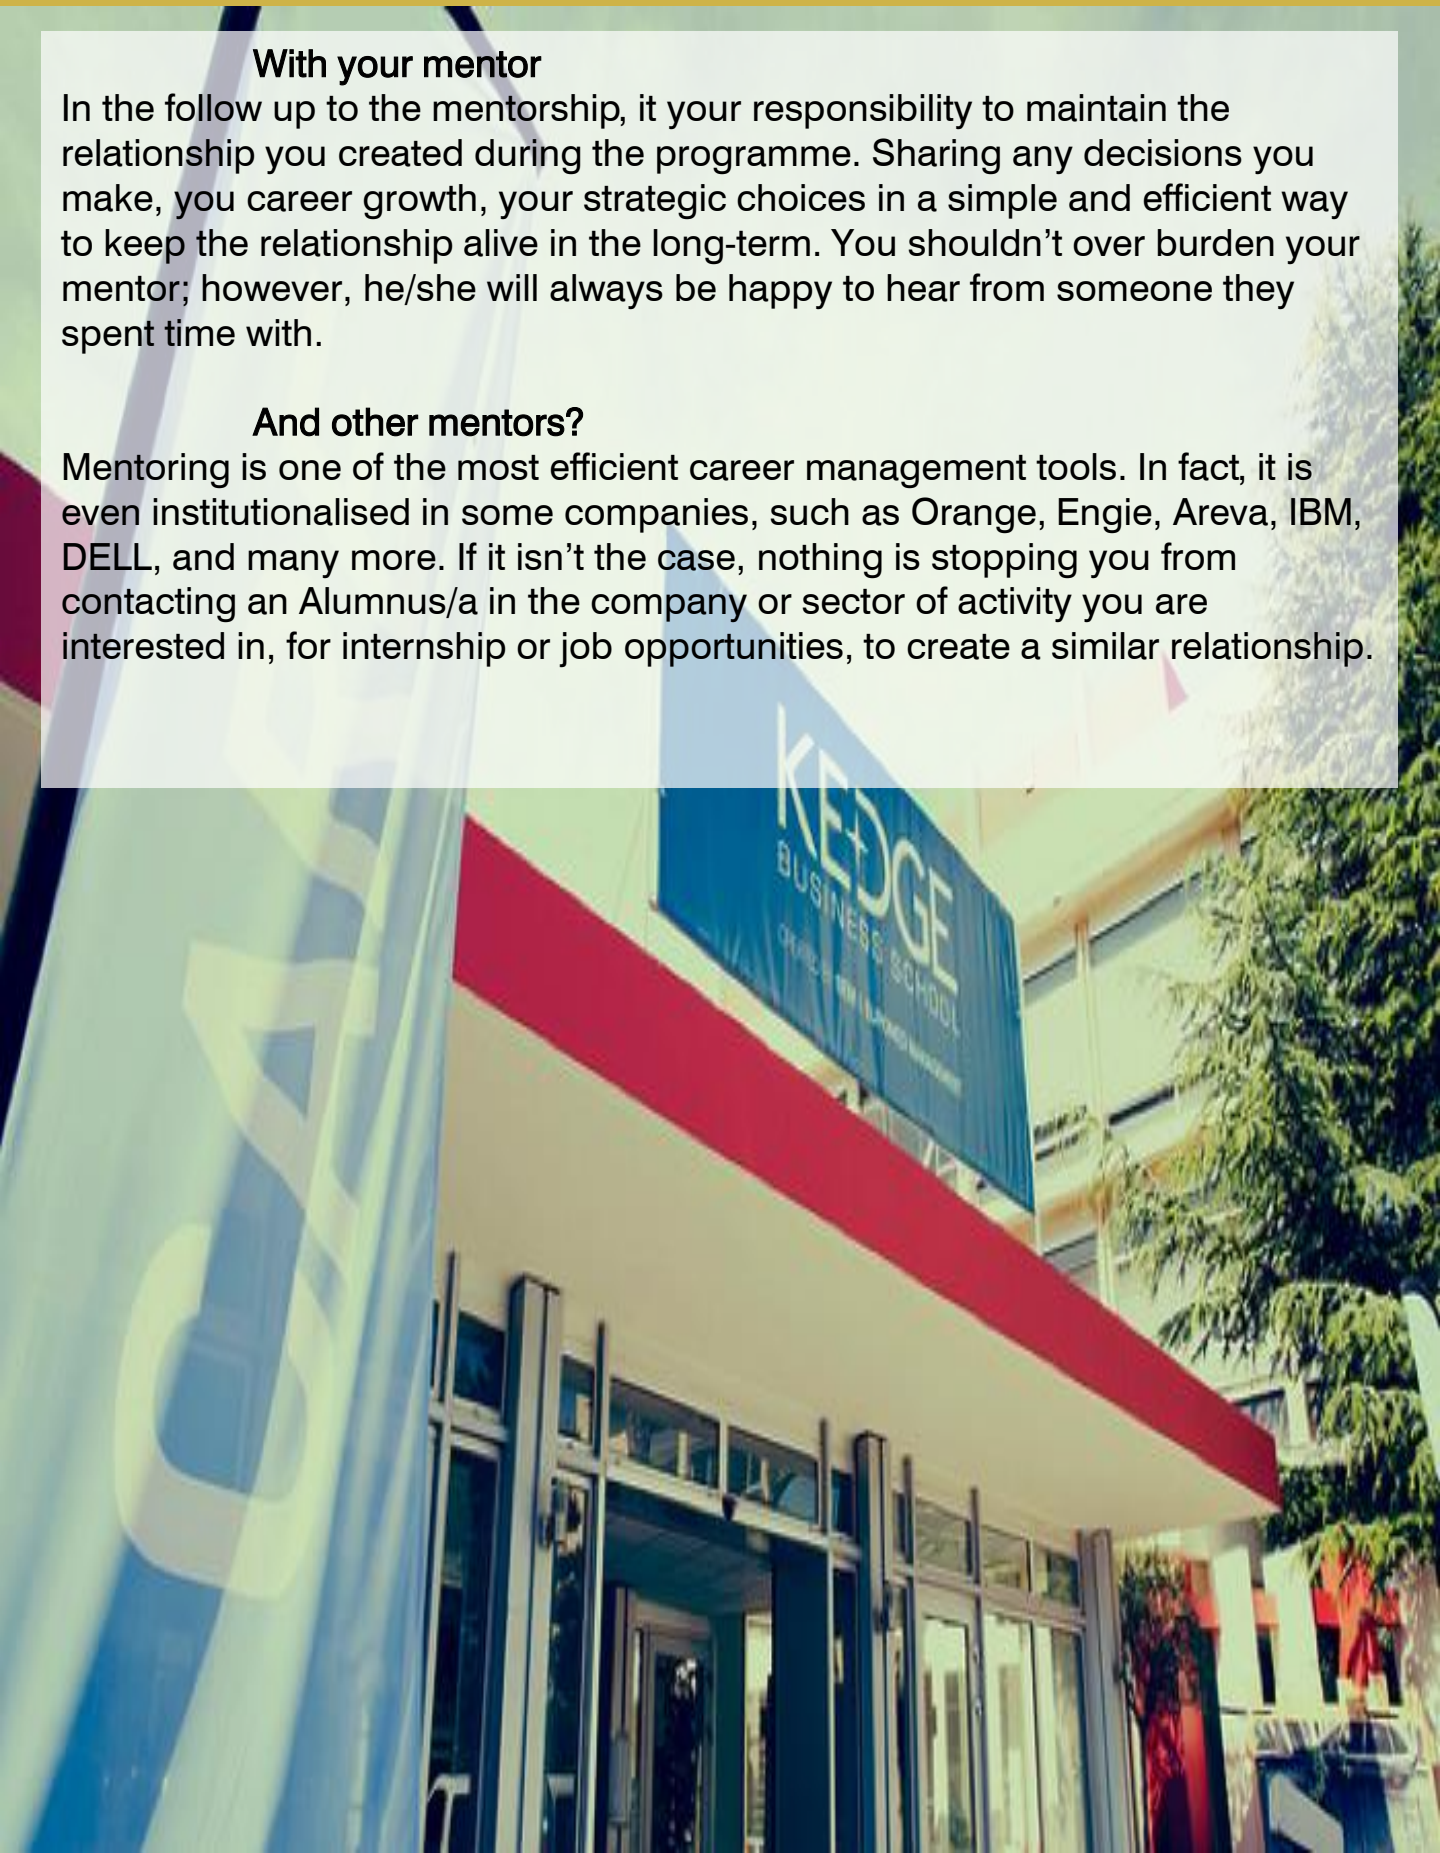 With your mentor
In the follow up to the mentorship, it your responsibility to maintain the
relationship you created during the programme. Sharing any decisions you
make, you career growth, your strategic choices in a simple and efficient way
to keep the relationship alive in the long-term. You shouldn’t over burden your
mentor; however, he/she will always be happy to hear from someone they
spent time with.
And other mentors?
Mentoring is one of the most efficient career management tools. In fact, it is
even institutionalised in some companies, such as Orange, Engie, Areva, IBM,
DELL, and many more. If it isn’t the case, nothing is stopping you from
contacting an Alumnus/a in the company or sector of activity you are
interested in, for internship or job opportunities, to create a similar relationship.
KEDGE
BUSINESS SCHOOL